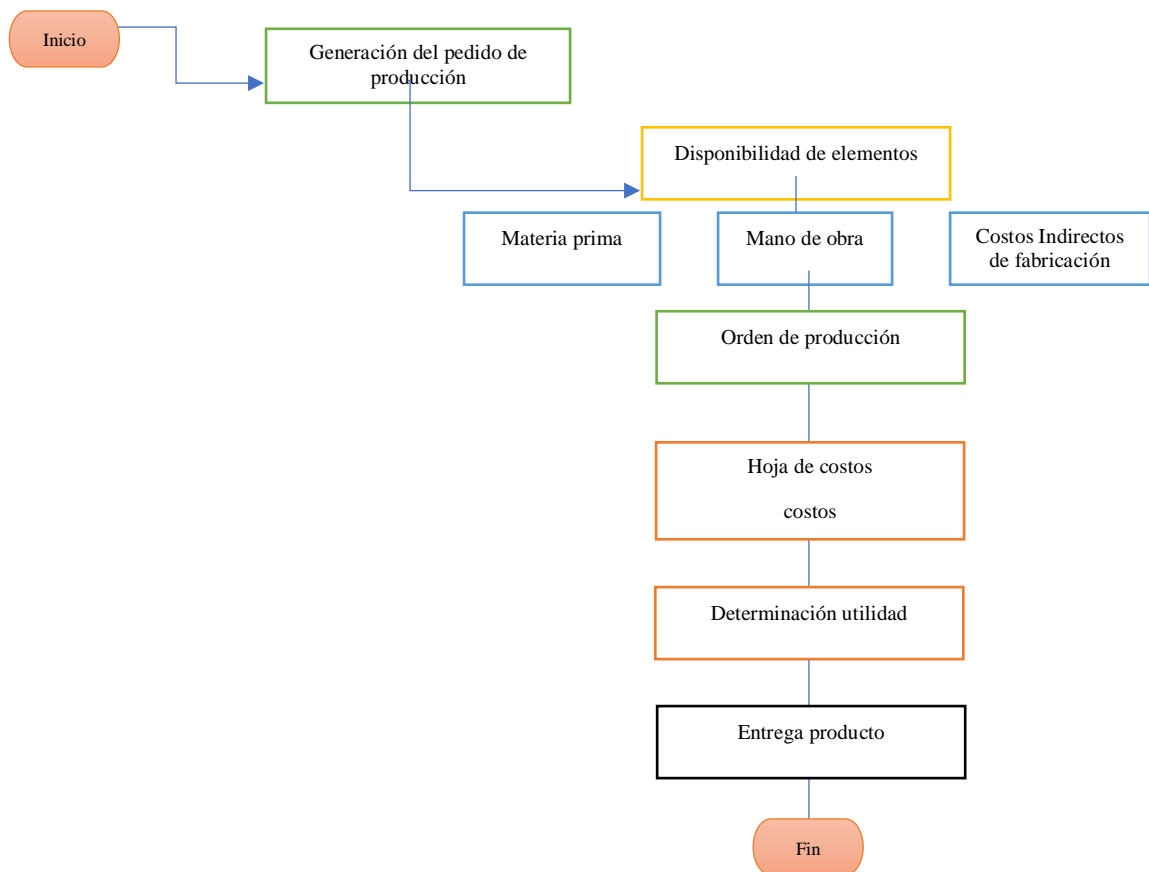 Inicio
Generación del pedido de
producción
Disponibilidad de elementos
Materia prima
Mano de obra
Costos Indirectos
de fabricación
Orden de producción
Hoja de costos
costos
Determinación utilidad
Entrega producto
Fin